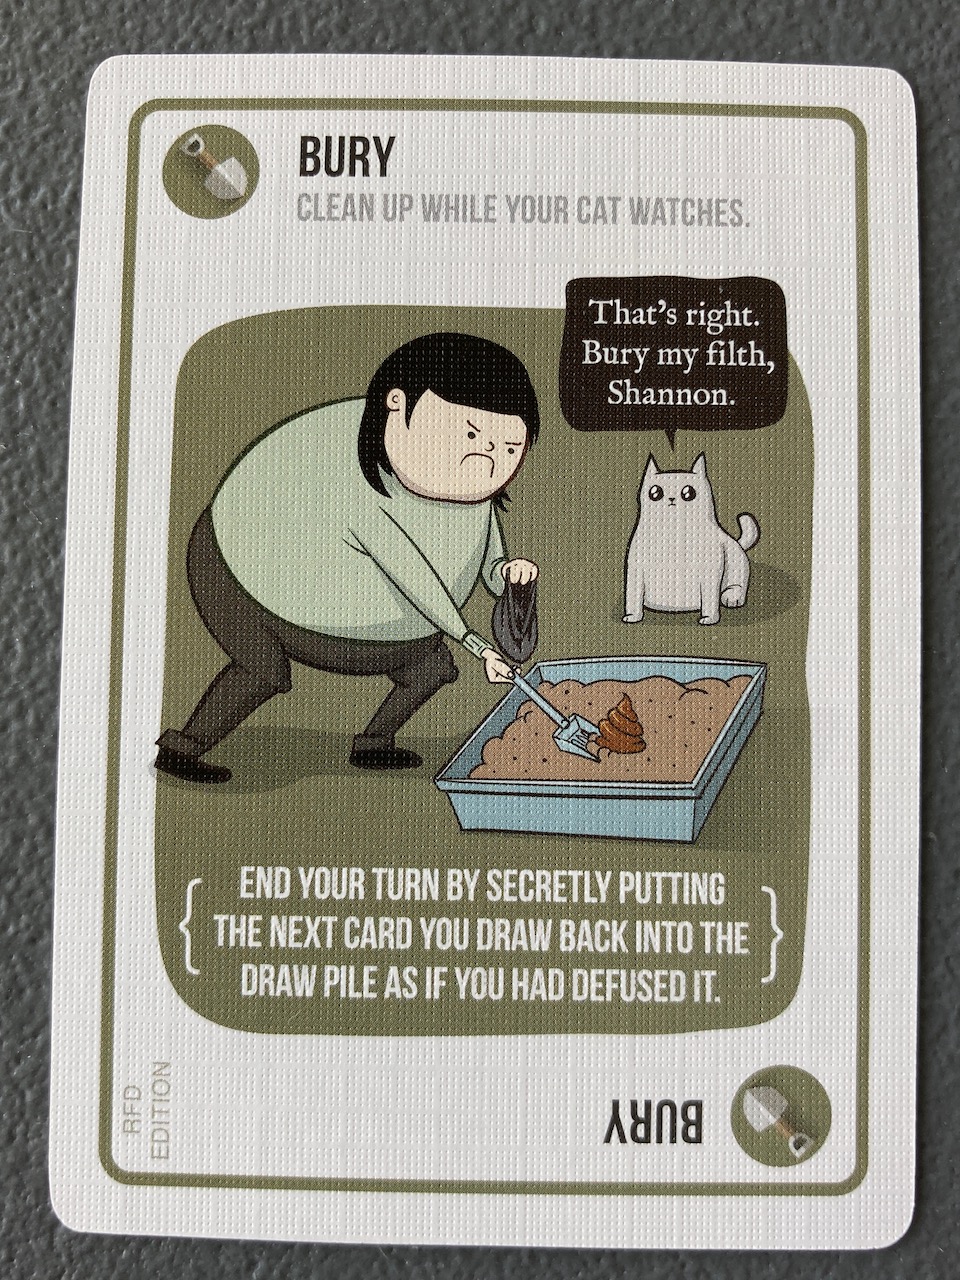 BURY
CLEAN UP WHILE YOUR CAT WATCHES.
That's right.
Bury my filth,
Shannon.
END YOUR TURN BY SECRETLY PUTTING
THE NEXT CARD YOU DRAW BACK INTO THE
DRAW PILE AS IF YOU HAD DEFUSED IT.
RFD
EDITION
BURY